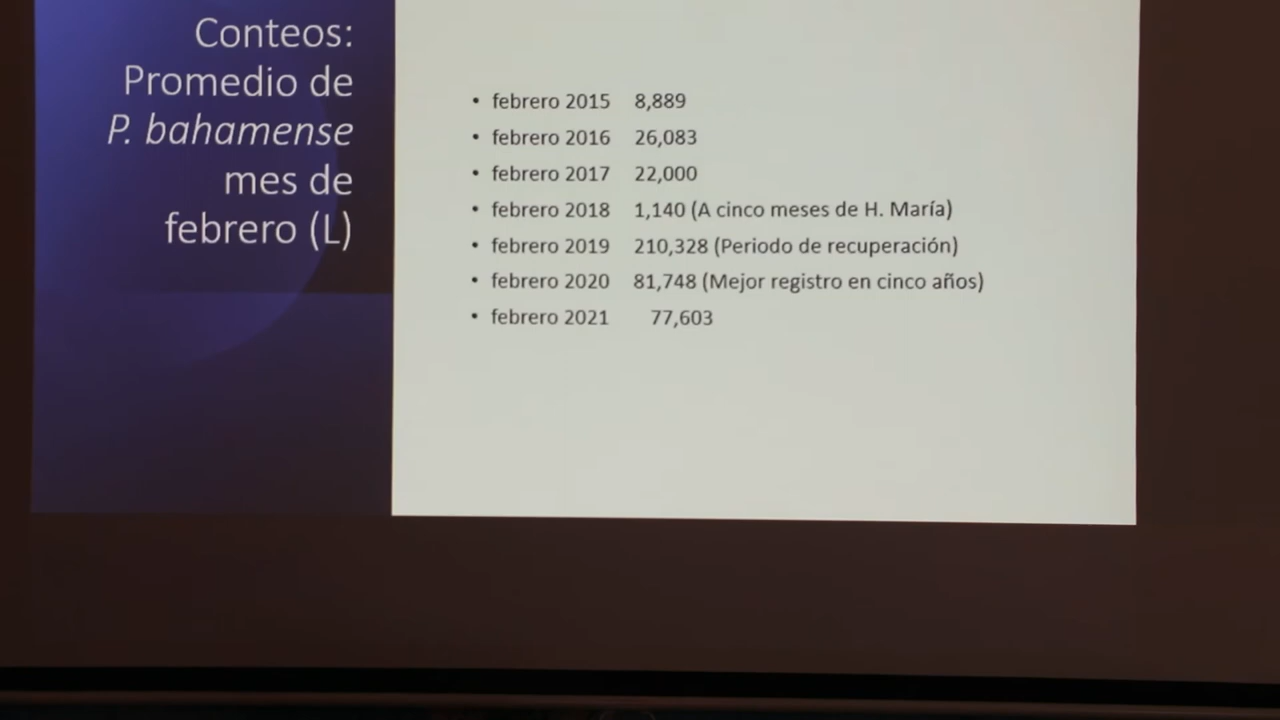 Conteos:
Promedio de
P. bahamense
mes de
febrero (L)
• febrero 2015 8,889
• febrero 2016 26,083
• febrero 2017 22,000
• febrero 2018 1,140 (A cinco meses de H. María)
• febrero 2019 210,328 (Periodo de recuperación)
• febrero 2020 81,748 (Mejor registro en cinco años)
• febrero 2021 77,603